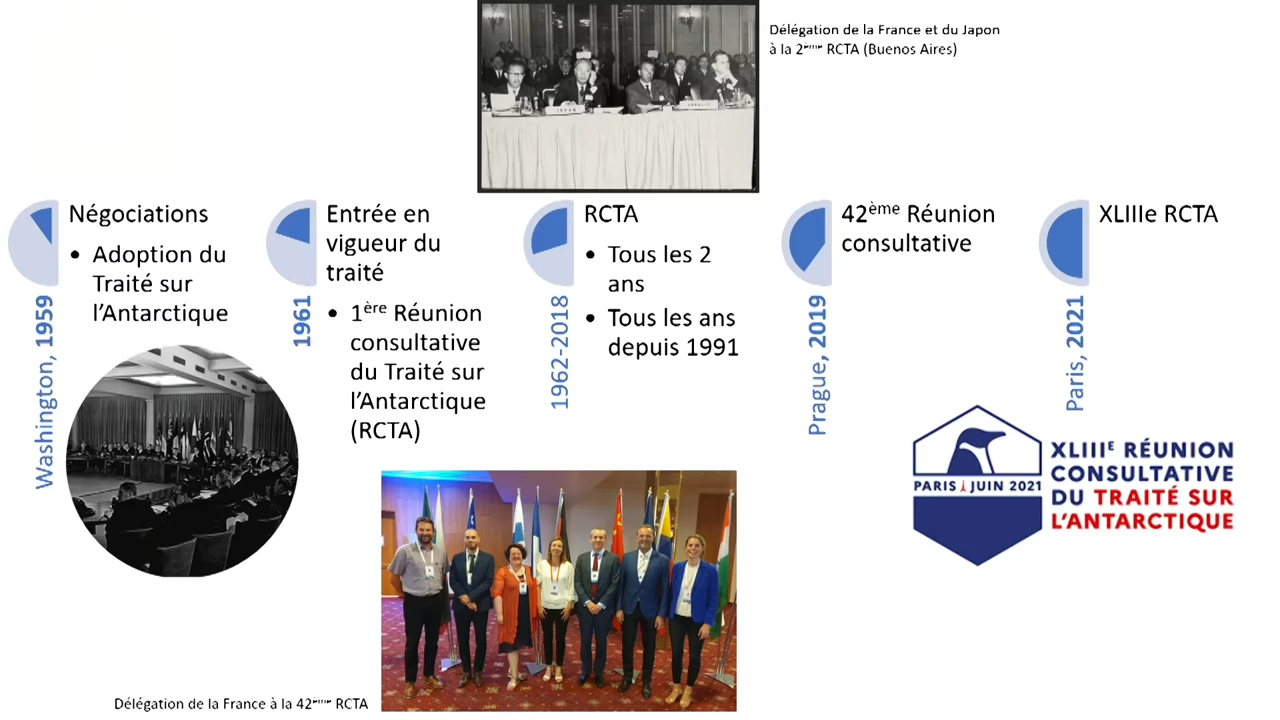 Délégation de la France et du Japon
à la 2ème RCTA (Buenos Aires)
JAPAN
Négociations
• Adoption du
Traité sur
l’Antarctique
Washington, 1959
Entrée en
vigueur du
traité
• 1ère Réunion
consultative
du Traité sur
l’Antarctique
(RCTA)
1961
RCTA
• Tous les 2
ans
• Tous les ans
depuis 1991
1962-2018
42ème Réunion
consultative
Prague, 2019
XLIIIe RCTA
Paris, 2021
PARIS JUIN 2021
XLIIIE RÉUNION
CONSULTATIVE
DU TRAITÉ SUR
L’ANTARCTIQUE
Délégation de la France à la 42ème RCTA